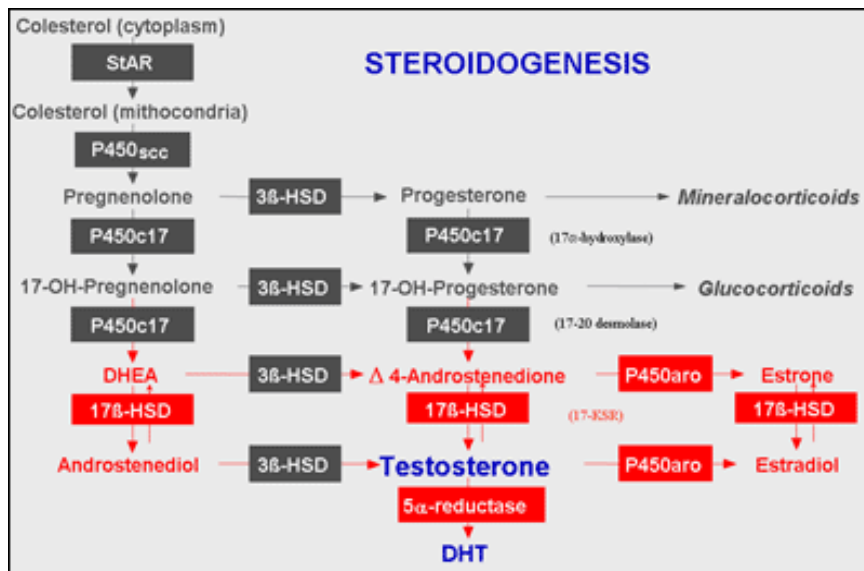 Colesterol (cytoplasm)
StAR
STEROIDOGENESIS
Colesterol (mithocondria)
P450scc
Pregnenolone 3ß-HSD Progesterone Mineralocorticoids
P450c17 P450c17 (17α-hydroxylase)
17-OH-Pregnenolone 3ß-HSD 17-OH-Progesterone Glucocorticoids
P450c17 P450c17 (17-20 desmolase)
DHEA 3ß-HSD Δ 4-Androstenedione P450aro Estrone
17ß-HSD 17ß-HSD (17-KSR) 17ß-HSD
Androstenediol 3ß-HSD Testosterone P450aro Estradiol
5α-reductase
DHT